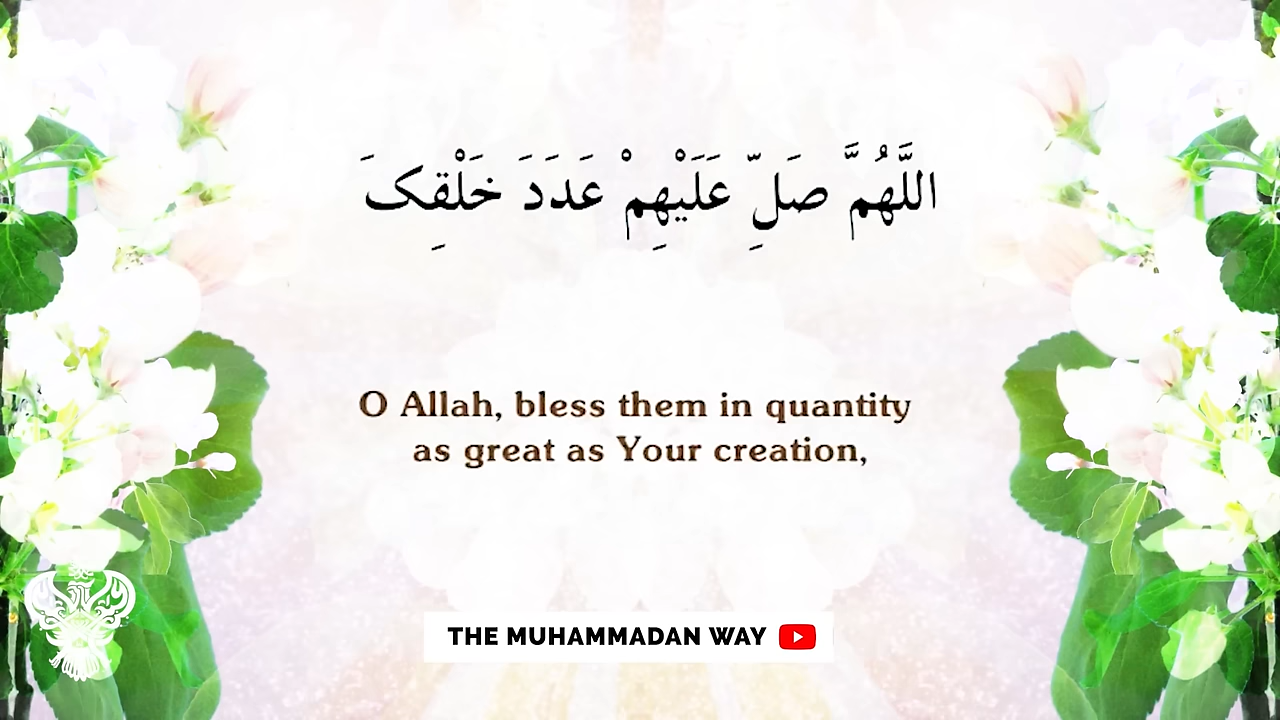 اللَّهُمَّ صَلِّ عَلَيْهِمْ عَدَدَ خَلْقِکَ
O Allah, bless them in quantity
as great as Your creation,
THE MUHAMMADAN WAY